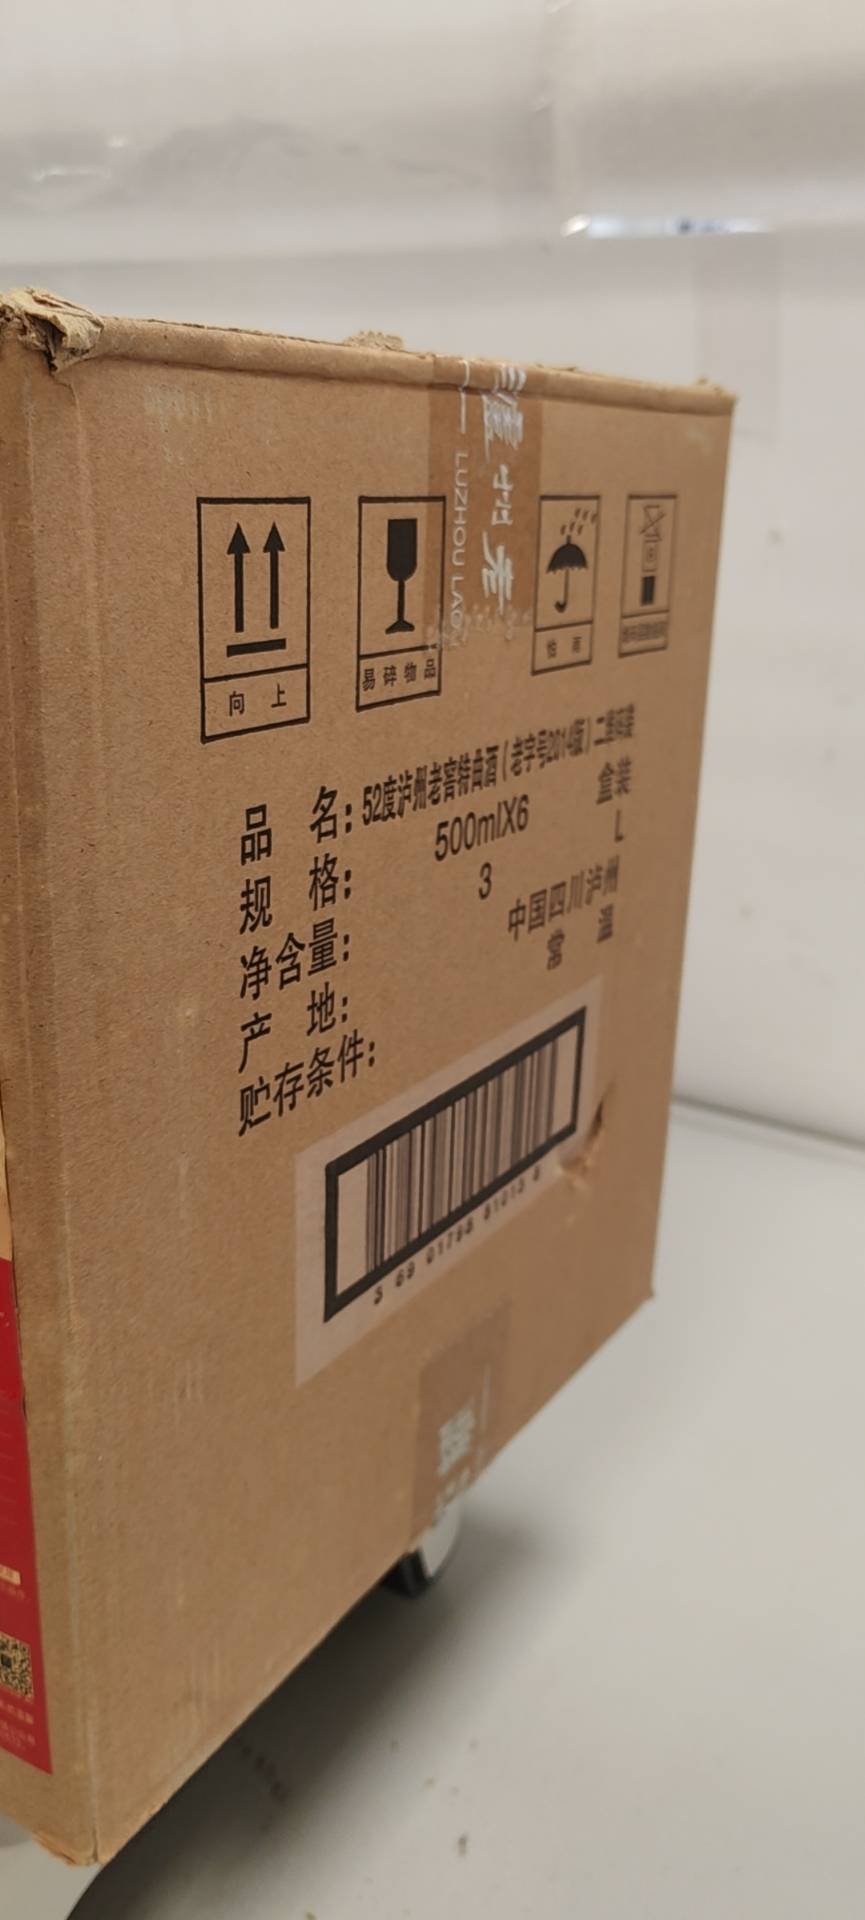 泸州老
LUZHOU LAO
向上
易碎物品
怕雨
品名：52度泸州老窖特曲酒（老字号2014版）二维码装
规格：500mlX6 盒装
净含量：3 L
产地：中国四川泸州
贮存条件：常温